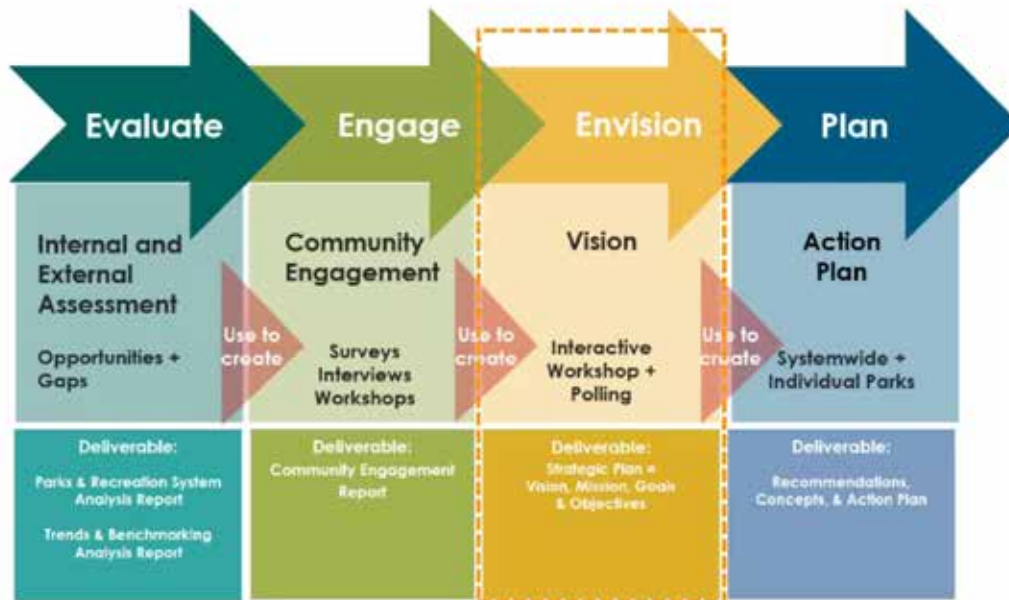 Evaluate
Engage
Envision
Plan
Internal and
External
Assessment
Opportunities +
Gaps
Use to
create
Community
Engagement
Surveys
Interviews
Workshops
Use to
create
Vision
Interactive
Workshop +
Polling
Use to
create
Action
Plan
Systemwide +
Individual Parks
Deliverable:
Parks & Recreation System
Analysis Report
Trends & Benchmarking
Analysis Report
Deliverable:
Community Engagement
Report
Deliverable:
Strategic Plan =
Vision, Mission, Goals
& Objectives
Deliverable:
Recommendations,
Concepts, & Action Plan